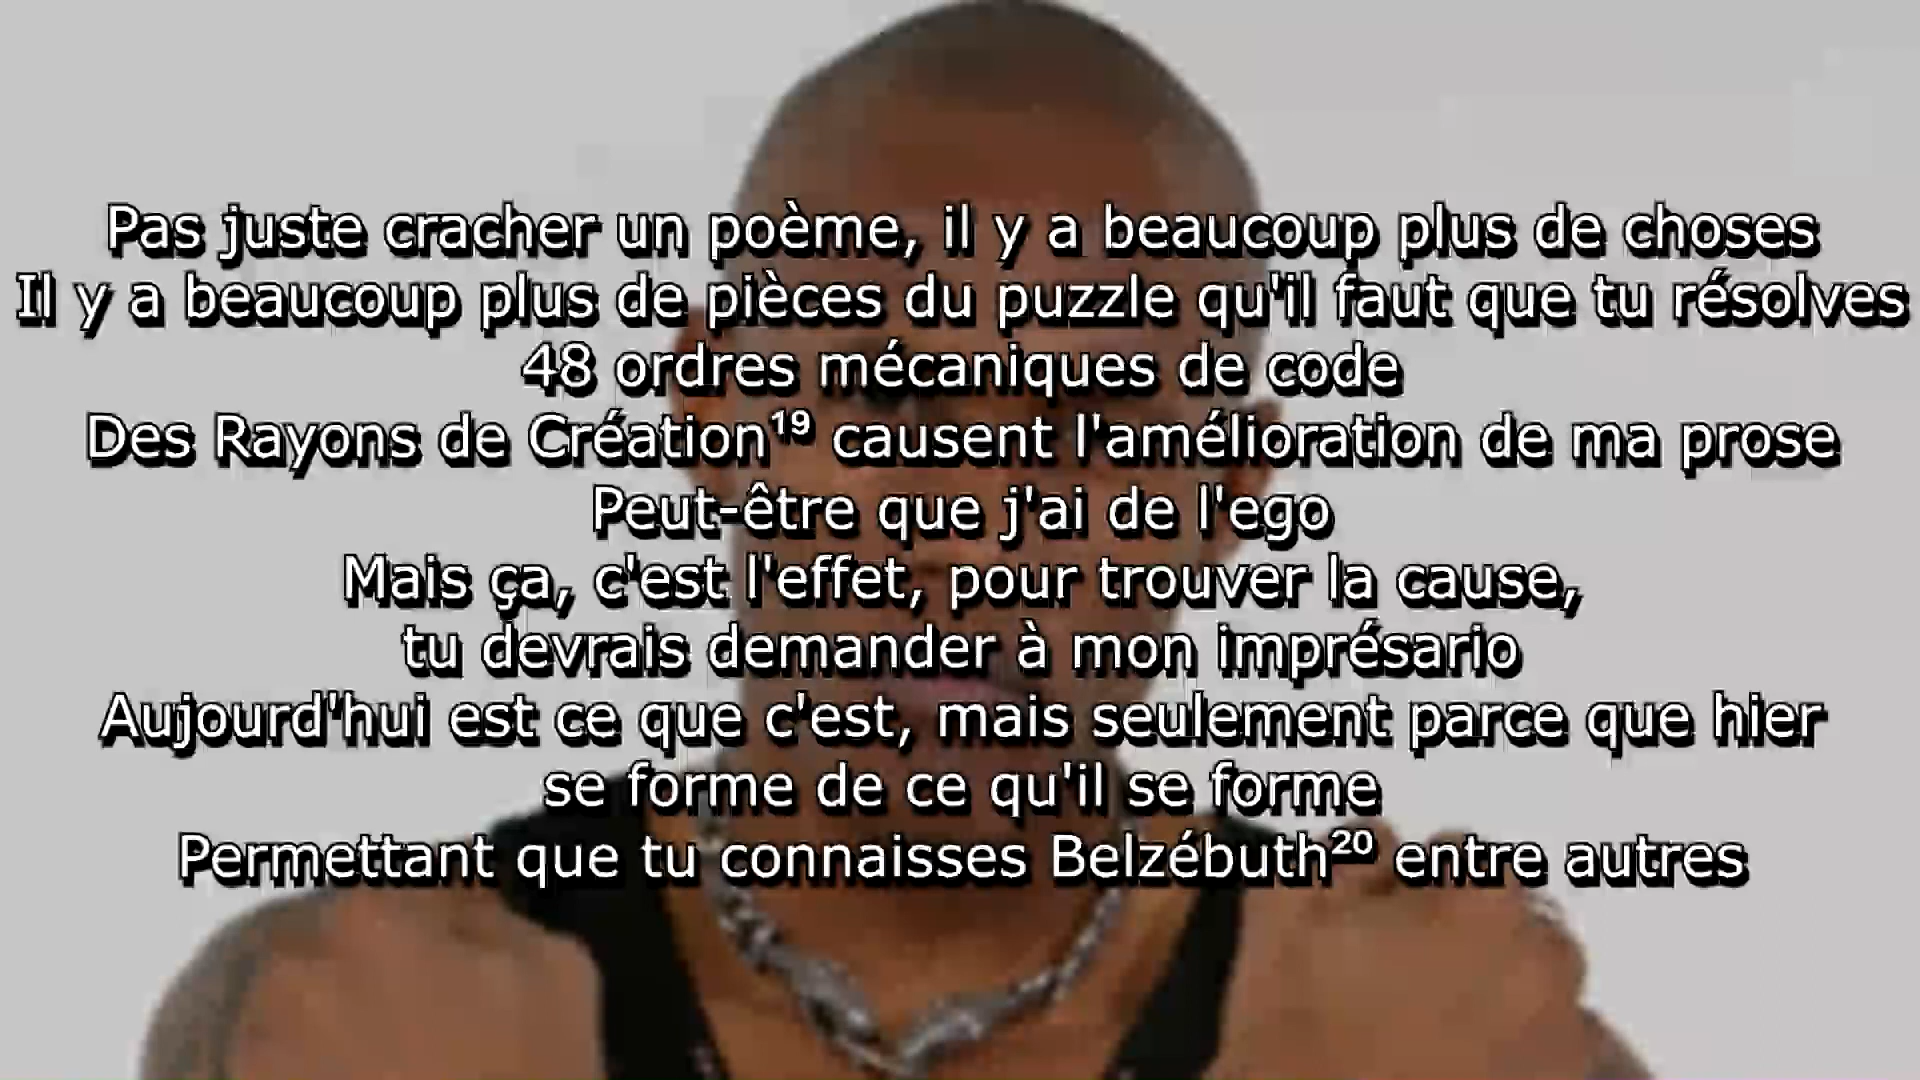 Pas juste cracher un poème, il y a beaucoup plus de choses
Il y a beaucoup plus de pièces du puzzle qu'il faut que tu résolves
48 ordres mécaniques de code
Des Rayons de Création¹⁹ causent l'amélioration de ma prose
Peut-être que j'ai de l'ego
Mais ça, c'est l'effet, pour trouver la cause,
tu devrais demander à mon imprésario
Aujourd'hui est ce que c'est, mais seulement parce que hier
se forme de ce qu'il se forme
Permettant que tu connaisses Belzébuth²⁰ entre autres